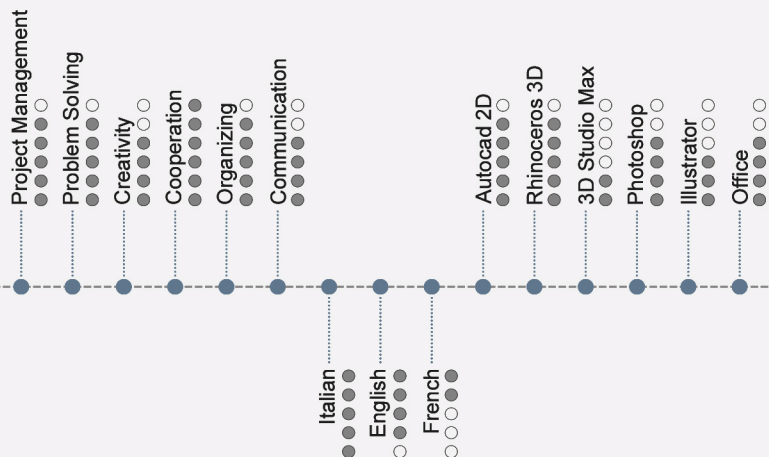 Project Management
Problem Solving
Creativity
Cooperation
Organizing
Communication
Italian
English
French
Autocad 2D
Rhinoceros 3D
3D Studio Max
Photoshop
Illustrator
Office